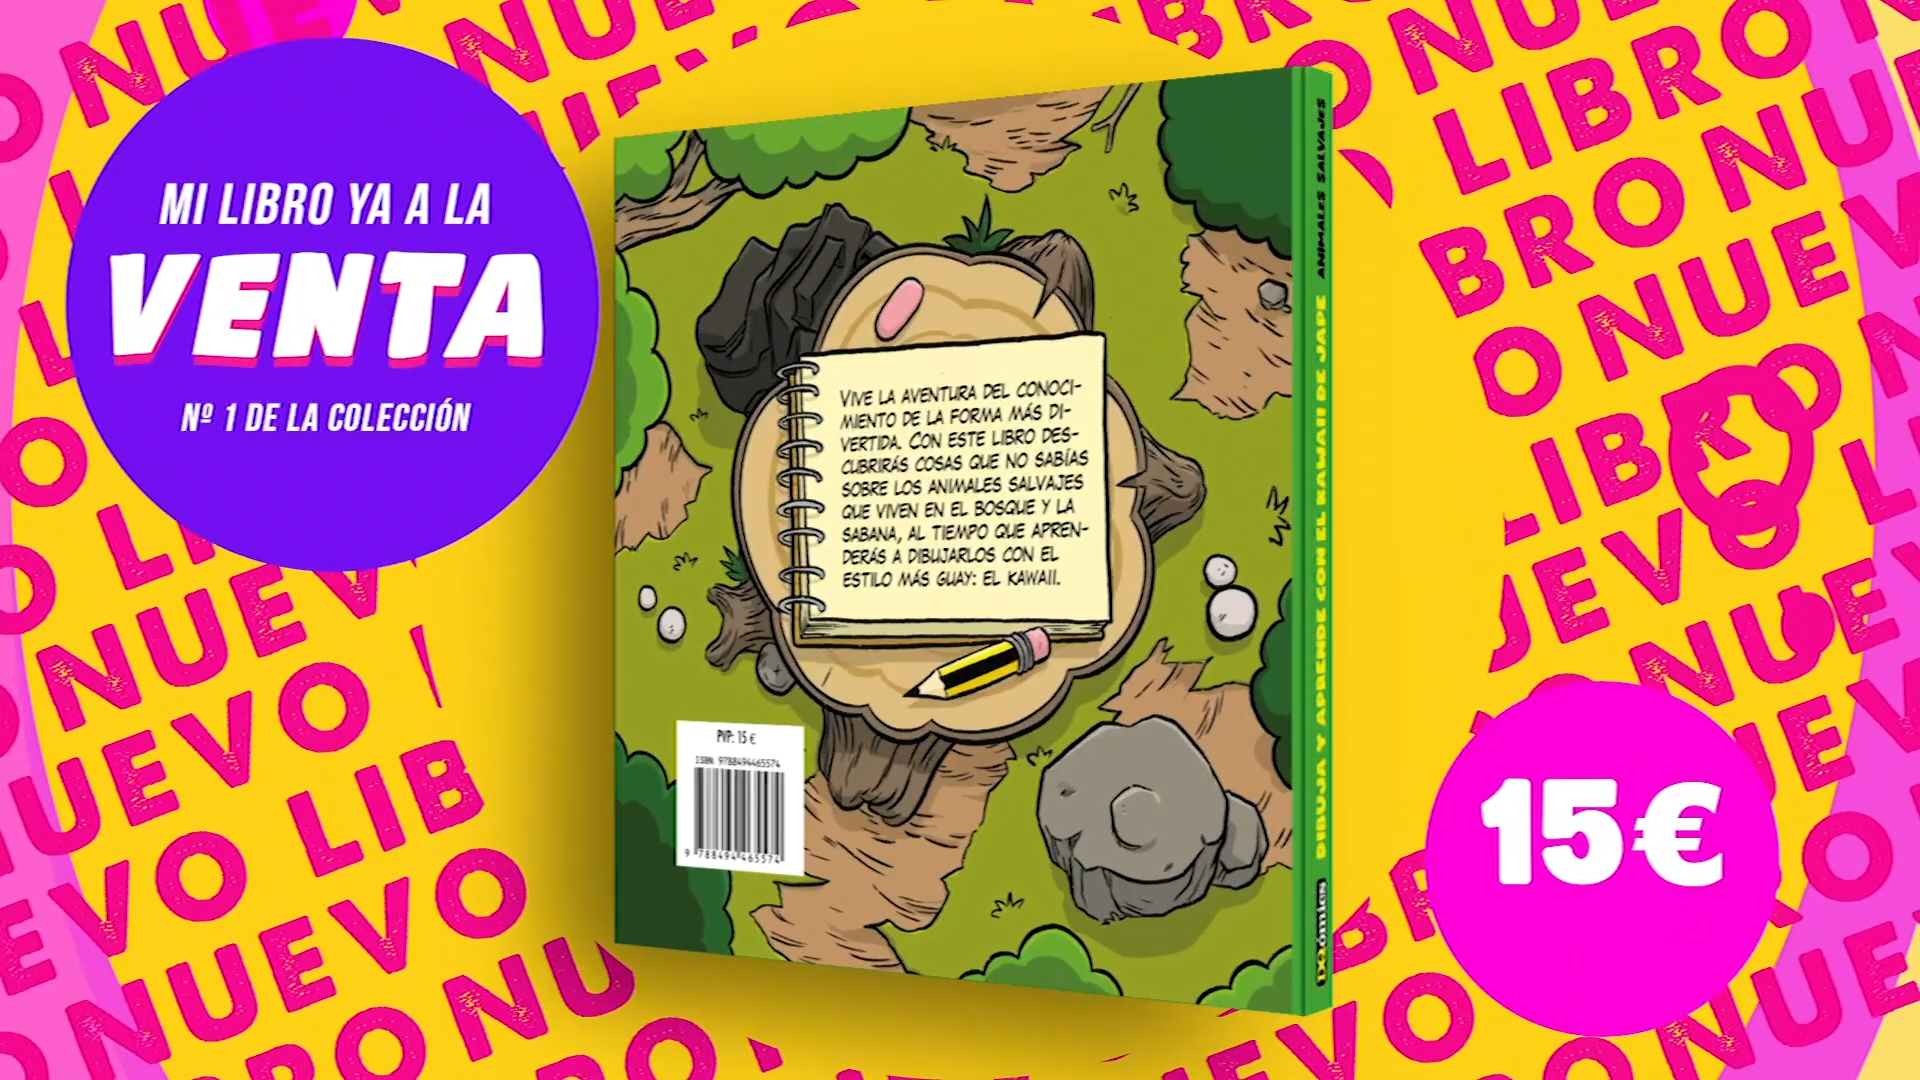 MI LIBRO YA A LA
VENTA
Nº 1 DE LA COLECCIÓN
VIVE LA AVENTURA DEL CONOCI-
MIENTO DE LA FORMA MÁS DI-
VERTIDA. CON ESTE LIBRO DES-
CUBRIRÁS COSAS QUE NO SABÍAS
SOBRE LOS ANIMALES SALVAJES
QUE VIVEN EN EL BOSQUE Y LA
SABANA, AL TIEMPO QUE APREN-
DERÁS A DIBUJARLOS CON EL
ESTILO MÁS GUAY: EL KAWAII.
PVP: 15 €
ISBN 9788494465574
9 788494 465574
DIBUJA Y APRENDE CON EL KAWAII DE JAPE ANIMALES SALVAJES
15€
NUEVO LIBRO